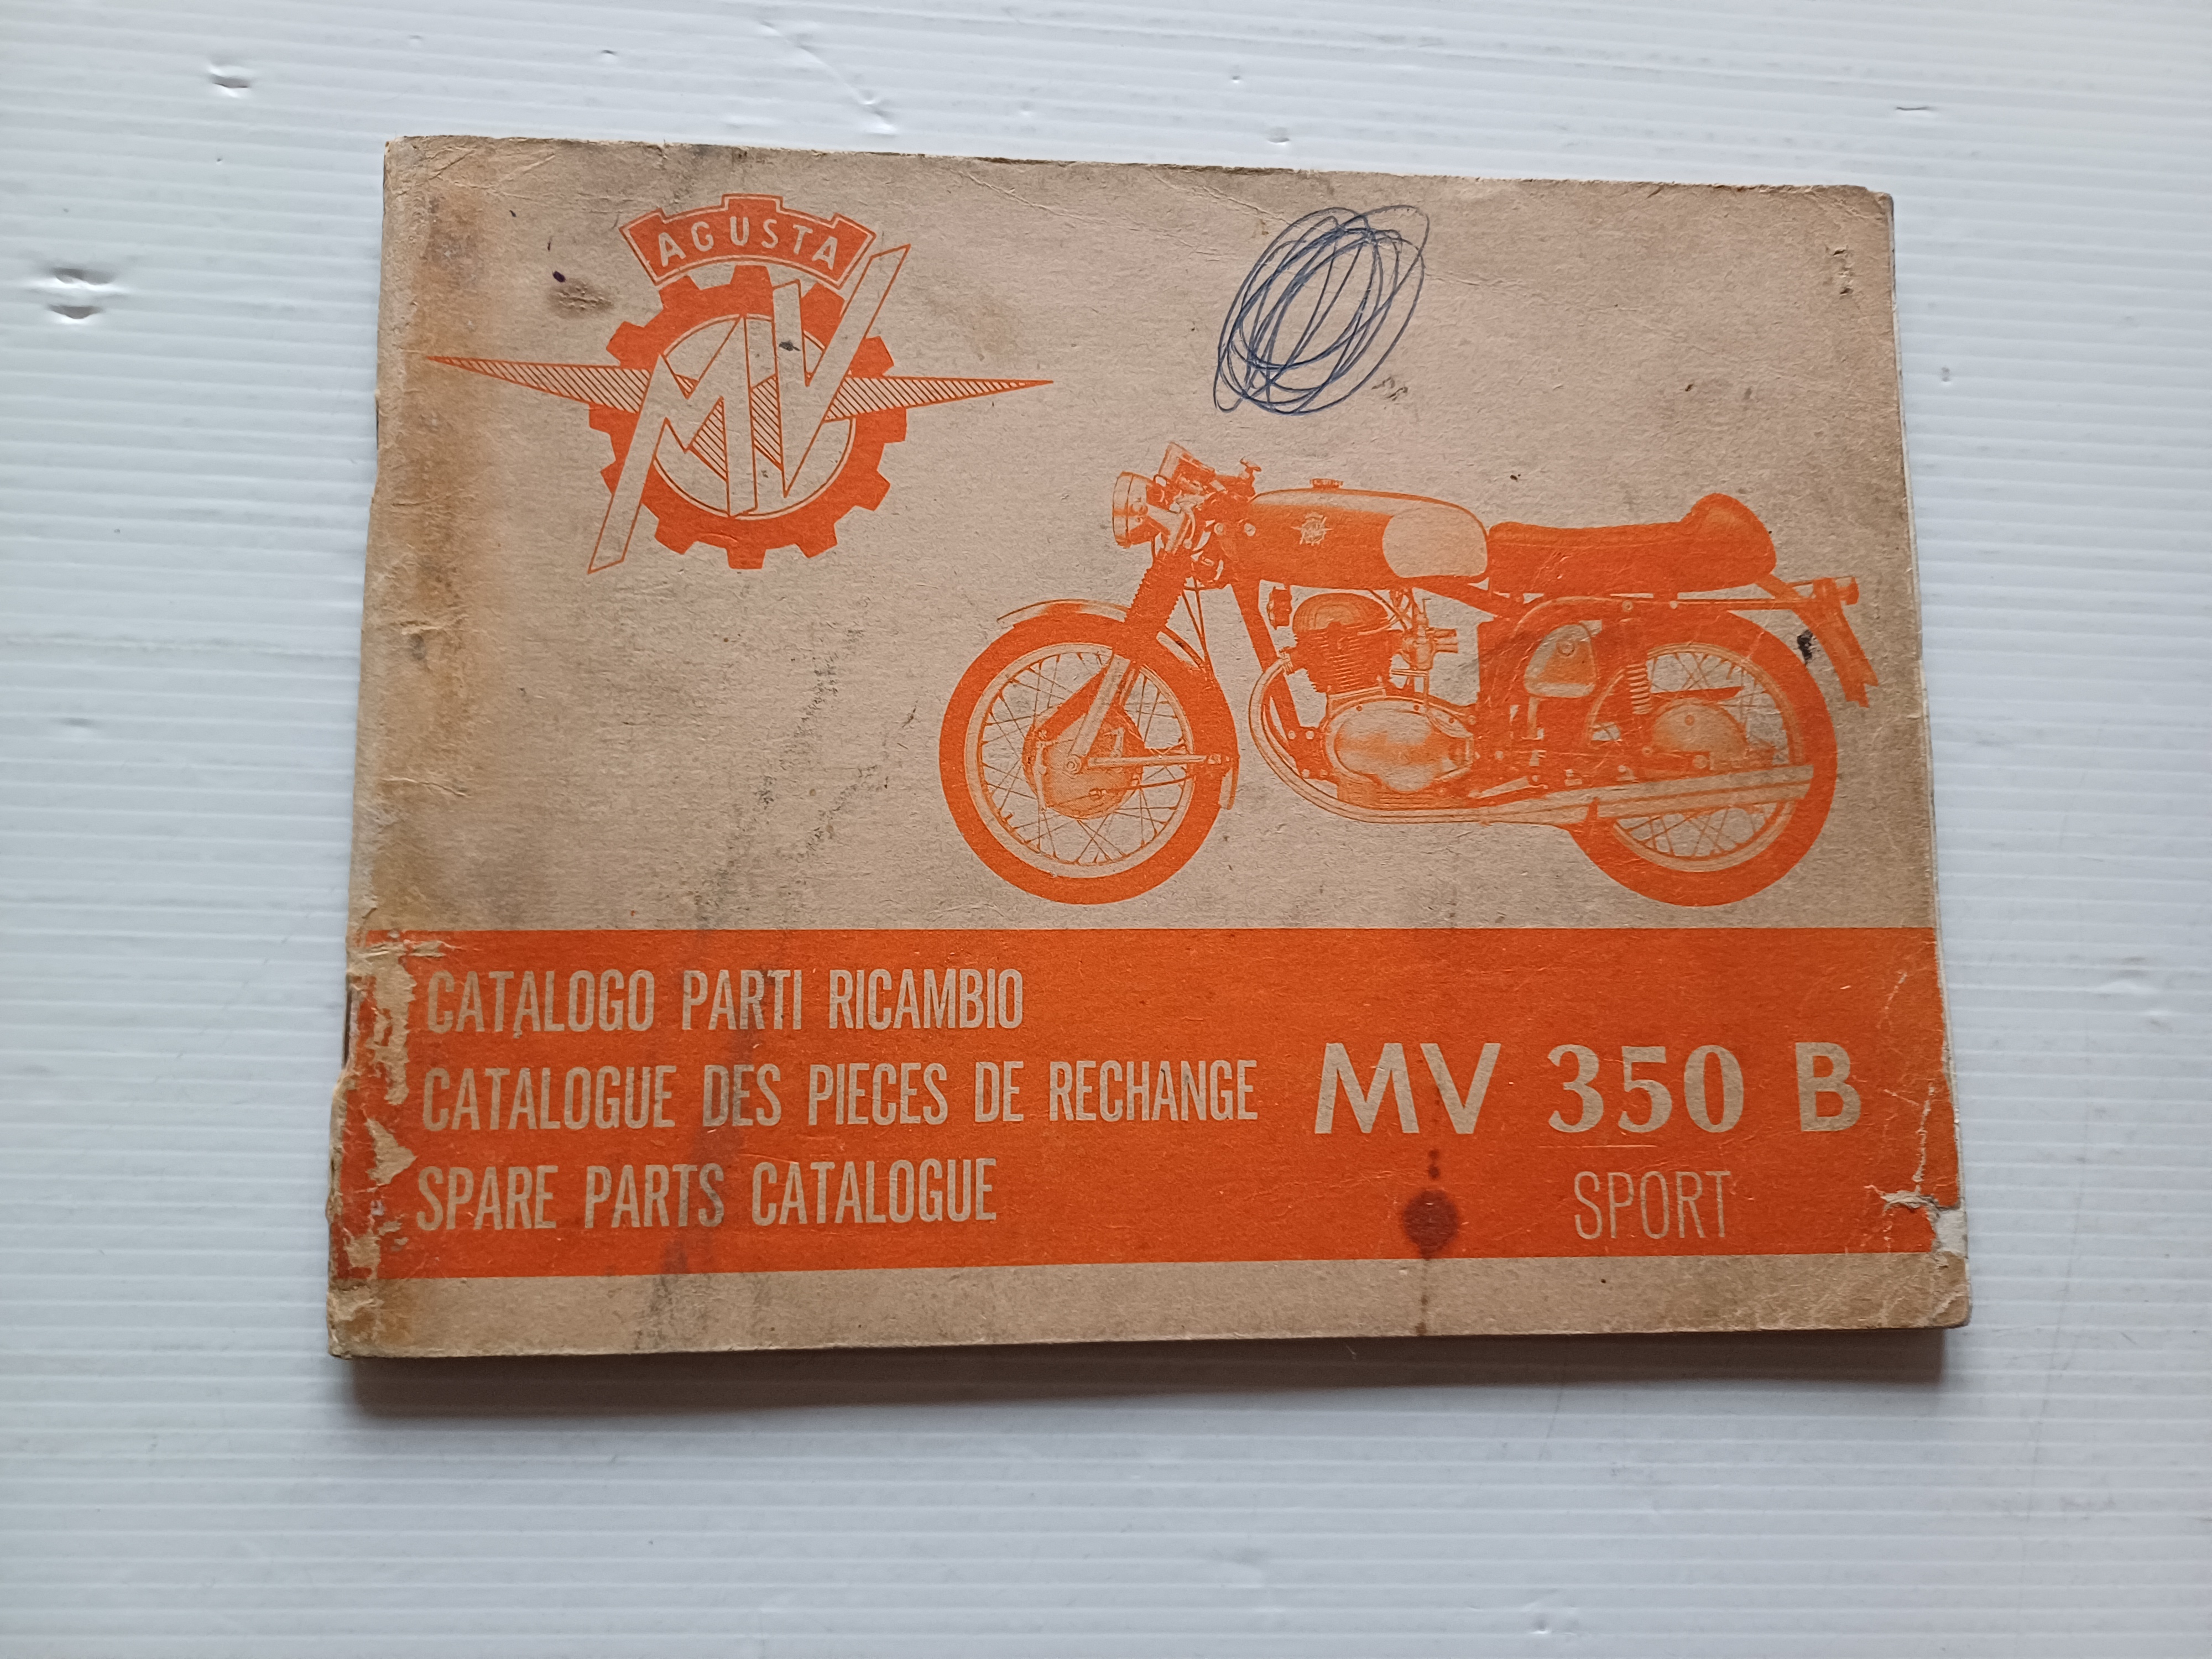 AGUSTA
MV
CATALOGO PARTI RICAMBIO
CATALOGUE DES PIECES DE RECHANGE
SPARE PARTS CATALOGUE
MV 350 B
SPORT